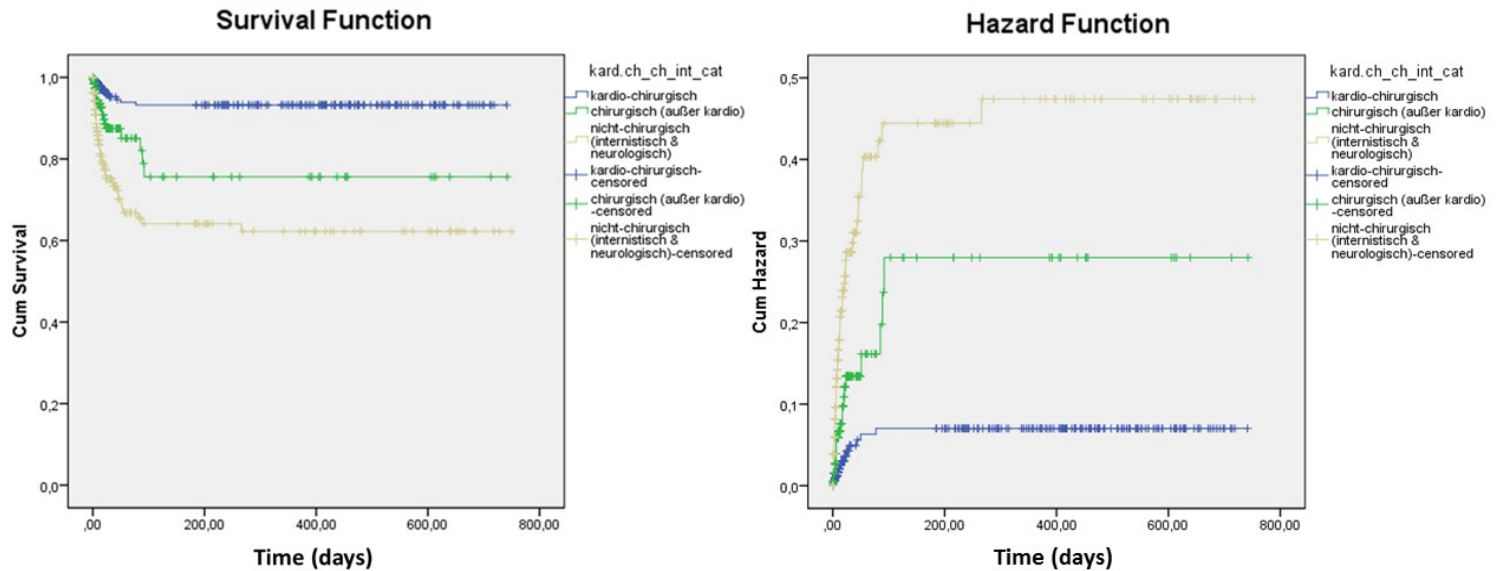 Survival Function
Cum Survival
1,0
0,8
0,6
0,4
0,2
0,0
,00
200,00
400,00
600,00
800,00
Time (days)
kard.ch_ch_int_cat
kardio-chirurgisch
chirurgisch (außer kardio)
nicht-chirurgisch
(internistisch &
neurologisch)
kardio-chirurgisch-
censored
chirurgisch (außer kardio)
-censored
nicht-chirurgisch
(internistisch &
neurologisch)-censored
Hazard Function
Cum Hazard
0,5
0,4
0,3
0,2
0,1
0,0
,00
200,00
400,00
600,00
800,00
Time (days)
kard.ch_ch_int_cat
kardio-chirurgisch
chirurgisch (außer kardio)
nicht-chirurgisch
(internistisch &
neurologisch)
kardio-chirurgisch-
censored
chirurgisch (außer kardio)
-censored
nicht-chirurgisch
(internistisch &
neurologisch)-censored